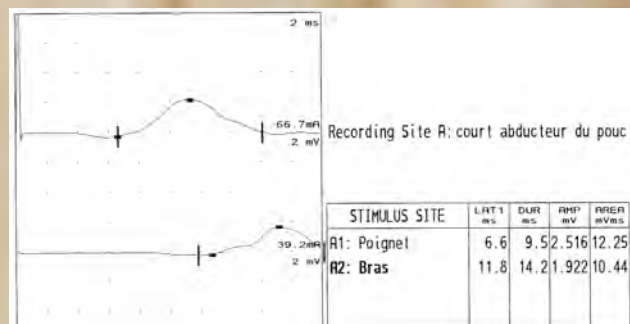 2 ms
66.7mA
2 mV
Recording Site A: court abducteur du pouc
39.2mA
2 mV
STIMULUS SITE LAT1 ms DUR ms AMP mV AREA mVms
A1: Poignet 6.6 9.5 2.516 12.25
A2: Bras 11.8 14.2 1.922 10.44